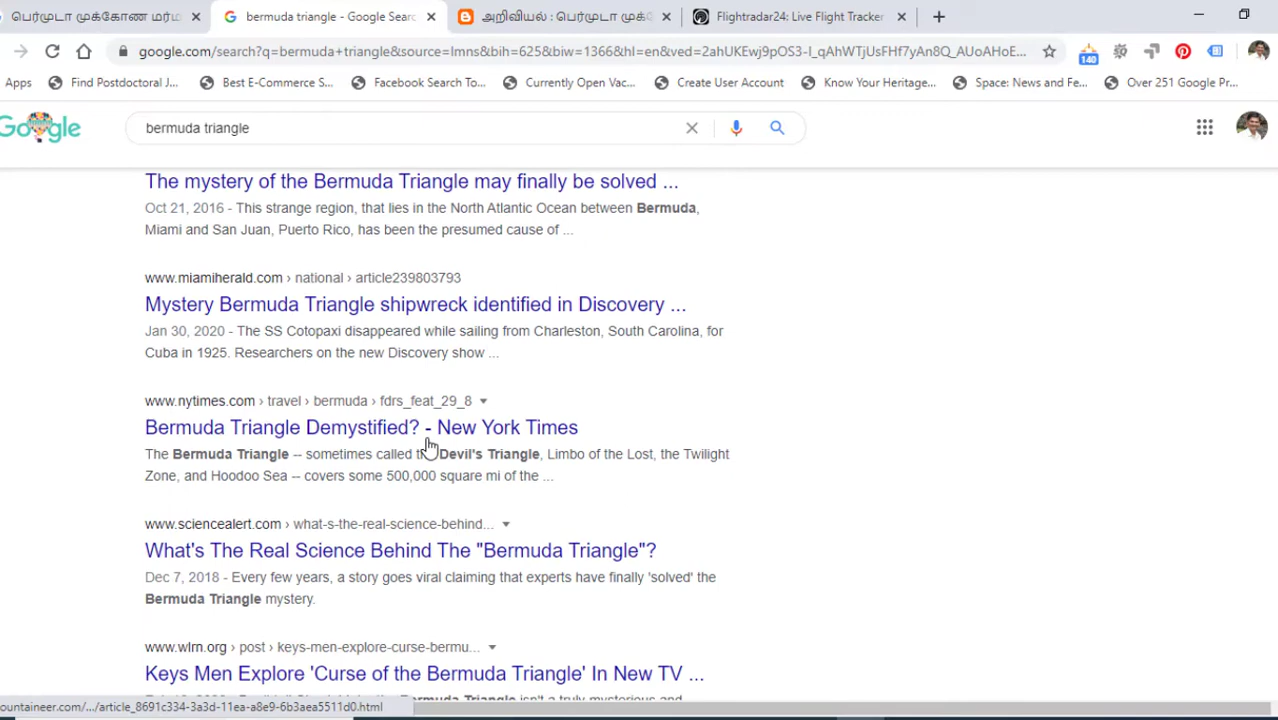 பெர்முடா முக்கோண மர்ம
bermuda triangle - Google Searc
அறிவியல் : பெர்முடா முக்
Flightradar24: Live Flight Tracker
google.com/search?q=bermuda+triangle&source=lmns&bih=625&biw=1366&hl=en&ved=2ahUKEwj9pOS3-l_qAhWTjUsFHf7yAn8Q_AUoAHoE...
140
Apps Find Postdoctoral J... Best E-Commerce S... Facebook Search To... Currently Open Vac... Create User Account Know Your Heritage... Space: News and Fe... Over 251 Google Pr...
Google
bermuda triangle
The mystery of the Bermuda Triangle may finally be solved ...
Oct 21, 2016 - This strange region, that lies in the North Atlantic Ocean between Bermuda,
Miami and San Juan, Puerto Rico, has been the presumed cause of ...
www.miamiherald.com › national › article239803793
Mystery Bermuda Triangle shipwreck identified in Discovery ...
Jan 30, 2020 - The SS Cotopaxi disappeared while sailing from Charleston, South Carolina, for
Cuba in 1925. Researchers on the new Discovery show ...
www.nytimes.com › travel › bermuda › fdrs_feat_29_8
Bermuda Triangle Demystified? - New York Times
The Bermuda Triangle -- sometimes called the Devil's Triangle, Limbo of the Lost, the Twilight
Zone, and Hoodoo Sea -- covers some 500,000 square mi of the ...
www.sciencealert.com › what-s-the-real-science-behind...
What's The Real Science Behind The "Bermuda Triangle"?
Dec 7, 2018 - Every few years, a story goes viral claiming that experts have finally 'solved' the
Bermuda Triangle mystery.
www.wlrn.org › post › keys-men-explore-curse-bermu...
Keys Men Explore 'Curse of the Bermuda Triangle' In New TV ...
ountaineer.com/.../article_8691c334-3a3d-11ea-a8e9-6b3aea5511d0.html